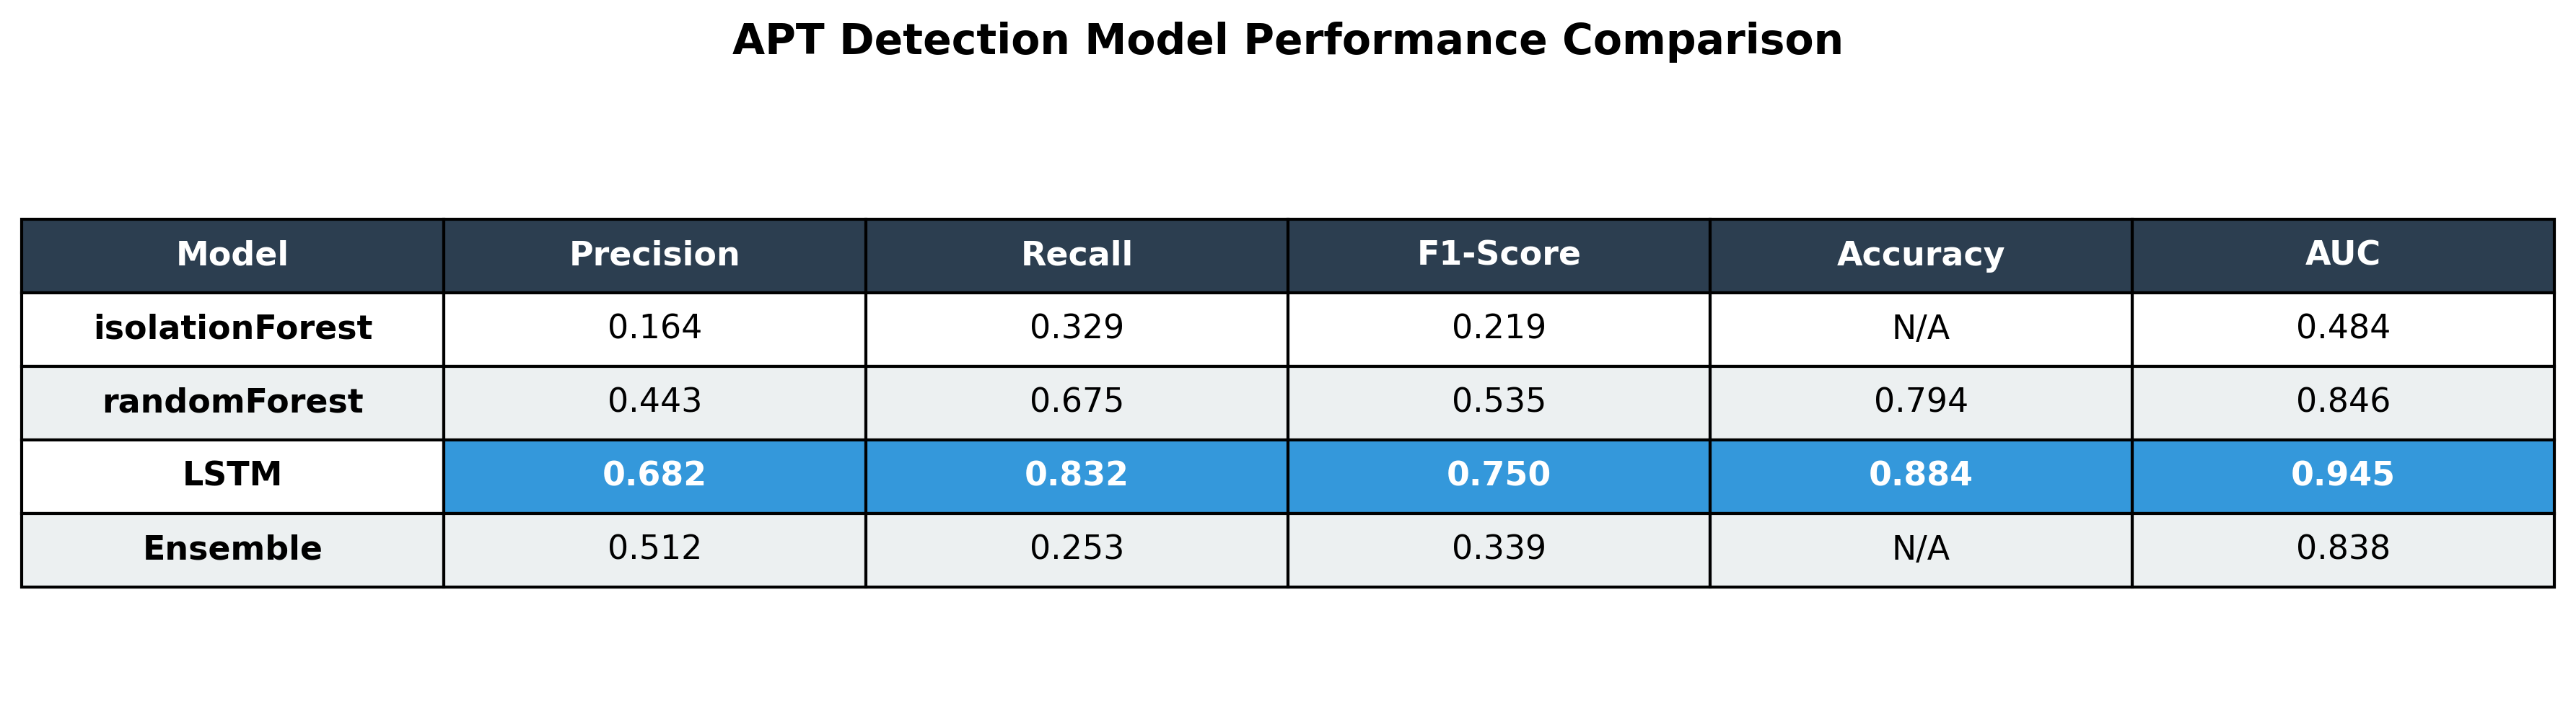 APT Detection Model Performance Comparison
Model Precision Recall F1-Score Accuracy AUC
isolationForest 0.164 0.329 0.219 N/A 0.484
randomForest 0.443 0.675 0.535 0.794 0.846
LSTM 0.682 0.832 0.750 0.884 0.945
Ensemble 0.512 0.253 0.339 N/A 0.838